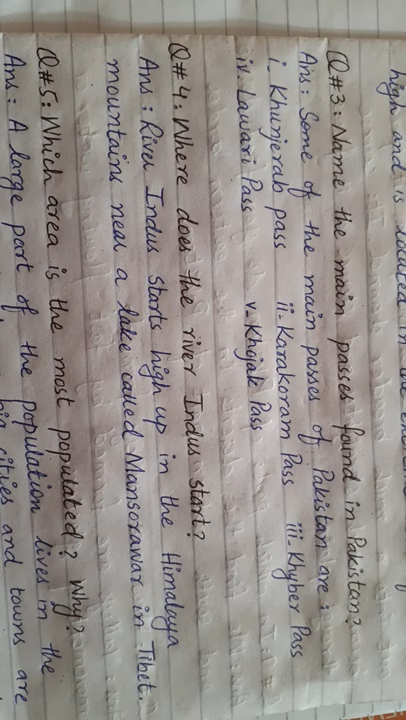 high and is located in the
Q#3: Name the main passes found in Pakistan?
Ans: Some of the main passes of Pakistan are:
i. Khunjerab pass ii. Karakoram Pass iii. Khyber Pass
iv. Lawari Pass v. Khojak Pass
Q#4: Where does the river Indus start?
Ans: River Indus starts high up in the Himalaya
mountains near a lake called Mansorawar in Tibet.
Q#5: Which area is the most populated? Why?
Ans: A large part of the population lives in the
big cities and towns are